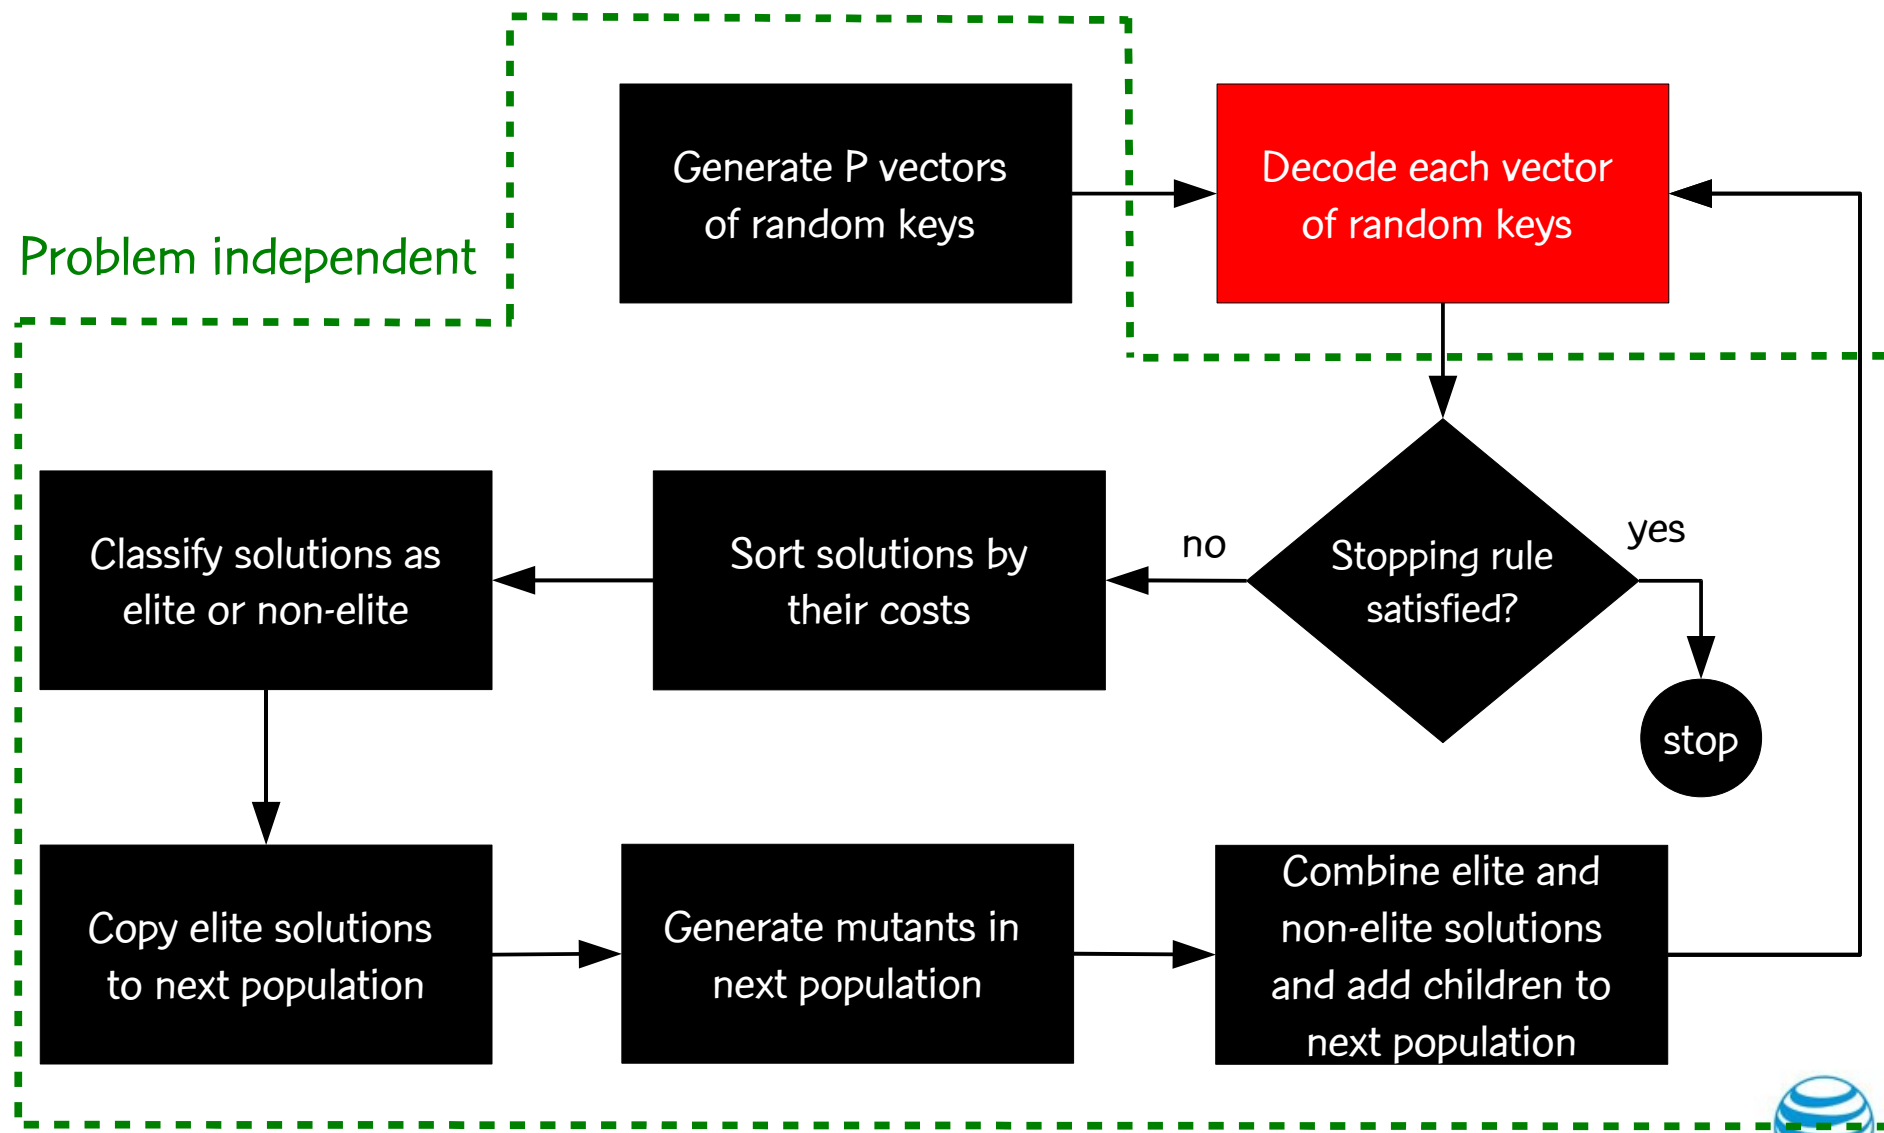 Generate P vectors
of random keys
Decode each vector
of random keys
Problem independent
Classify solutions as
elite or non-elite
Sort solutions by
their costs
no
Stopping rule
satisfied?
yes
stop
Copy elite solutions
to next population
Generate mutants in
next population
Combine elite and
non-elite solutions
and add children to
next population